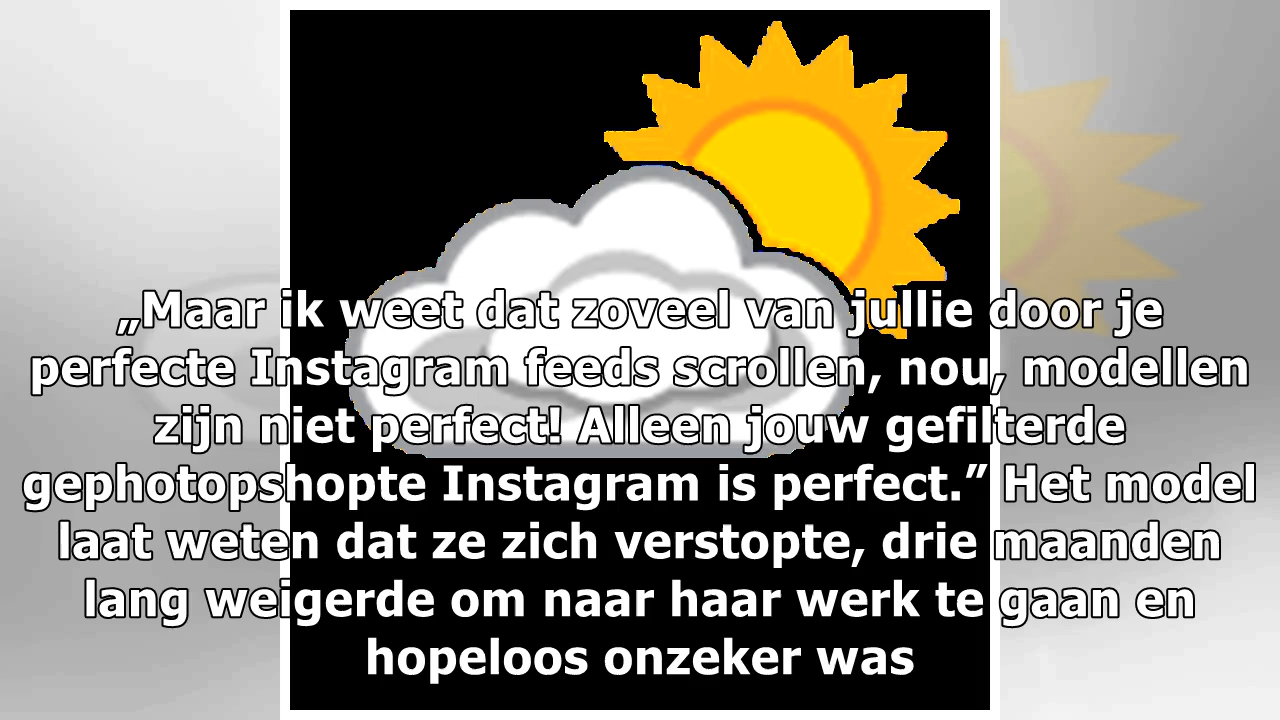 „Maar ik weet dat zoveel van jullie door je
perfecte Instagram feeds scrollen, nou, modellen
zijn niet perfect! Alleen jouw gefilterde
gephotopshopte Instagram is perfect.” Het model
laat weten dat ze zich verstopte, drie maanden
lang weigerde om naar haar werk te gaan en
hopeloos onzeker was